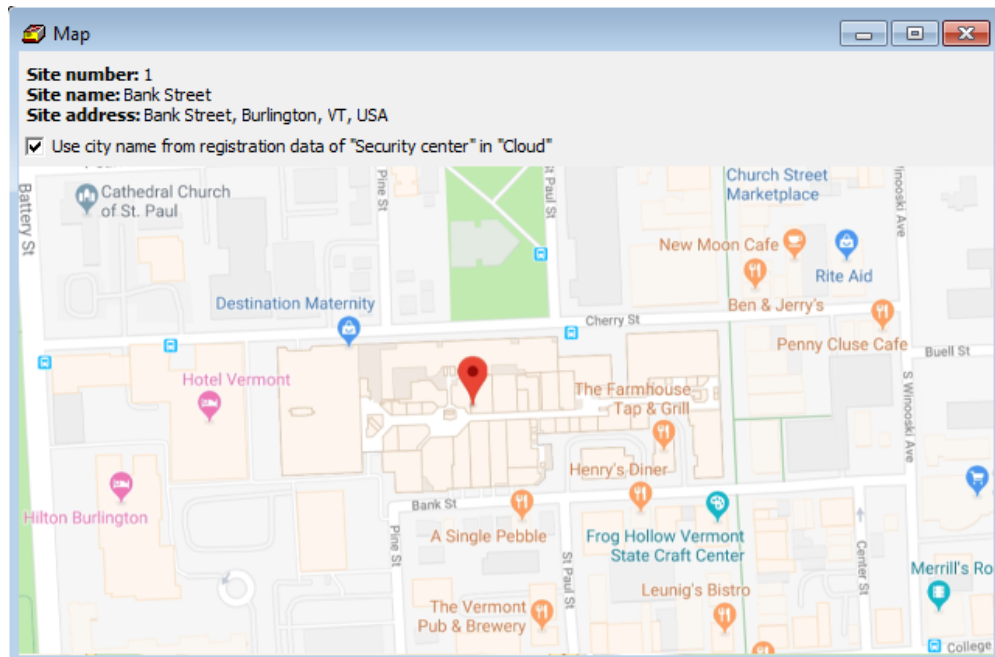 Map
Site number: 1
Site name: Bank Street
Site address: Bank Street, Burlington, VT, USA
Use city name from registration data of "Security center" in "Cloud"
Battery St
Cathedral Church
of St. Paul
Pine St
St Paul St
Church Street
Marketplace
New Moon Cafe
Rite Aid
Ben & Jerry's
Destination Maternity
Cherry St
Penny Cluse Cafe
Buell St
Hotel Vermont
The Farmhouse
Tap & Grill
S Winooski Ave
Henry's Diner
Hilton Burlington
Bank St
A Single Pebble
Frog Hollow Vermont
State Craft Center
Pine St
St Paul St
Center St
Merrill's Ro
Leunig's Bistro
The Vermont
Pub & Brewery
College